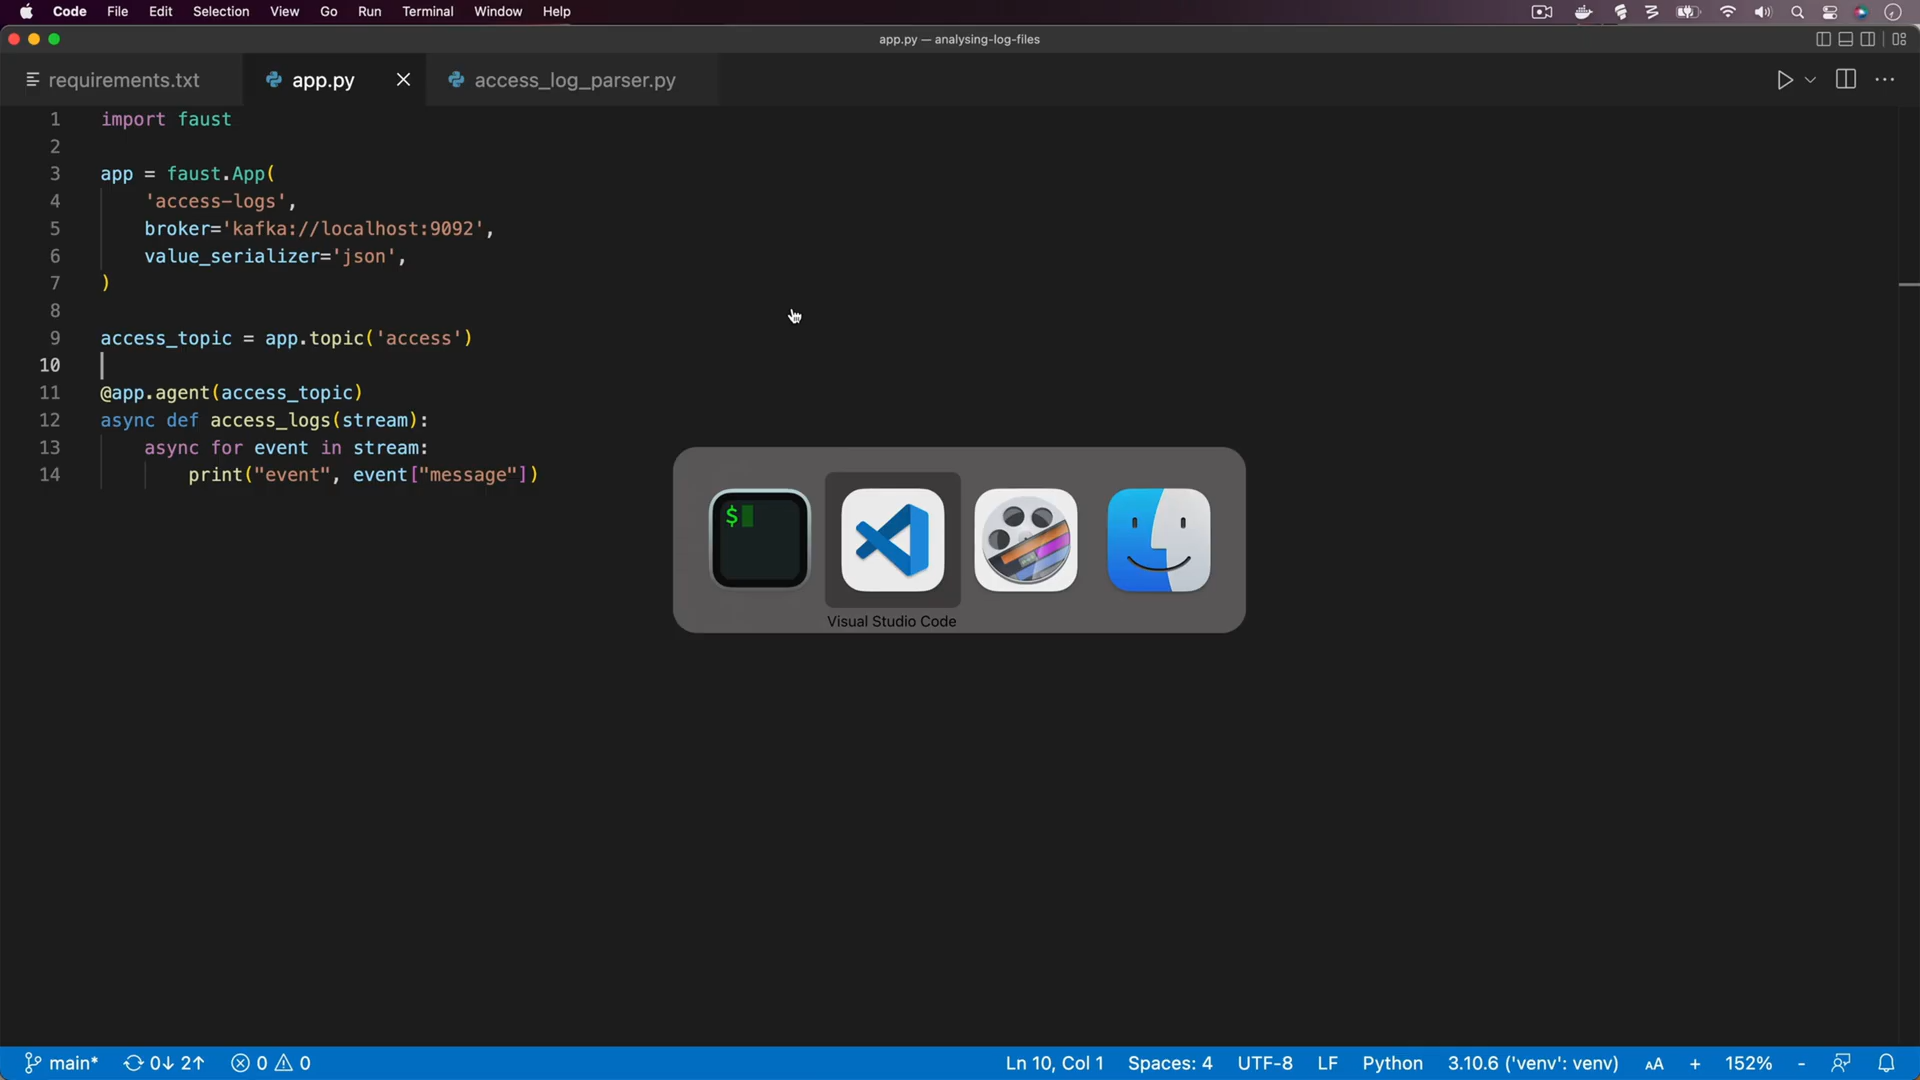 Code File Edit Selection View Go Run Terminal Window Help
app.py — analysing-log-files
requirements.txt app.py access_log_parser.py
1 import faust
2
3 app = faust.App(
4 'access-logs',
5 broker='kafka://localhost:9092',
6 value_serializer='json',
7 )
8
9 access_topic = app.topic('access')
10
11 @app.agent(access_topic)
12 async def access_logs(stream):
13 async for event in stream:
14 print("event", event["message"])
$
Visual Studio Code
main* 0↓ 2↑ 0 0 Ln 10, Col 1 Spaces: 4 UTF-8 LF Python 3.10.6 ('venv': venv) AA + 152% -